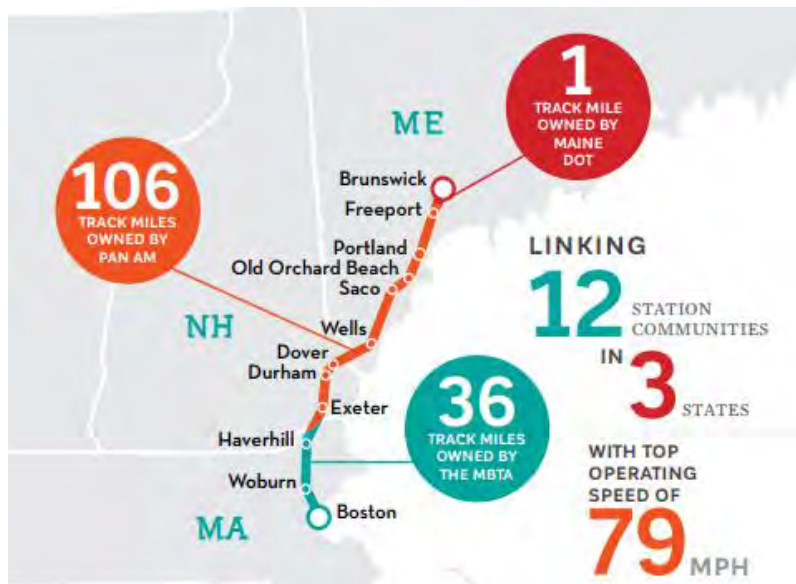 1
TRACK MILE
OWNED BY
MAINE
DOT
ME
106
TRACK MILES
OWNED BY
PAN AM
Brunswick
Freeport
Portland
Old Orchard Beach
Saco
Wells
NH
Dover
Durham
Exeter
Haverhill
Woburn
Boston
MA
36
TRACK MILES
OWNED BY
THE MBTA
LINKING
12 STATION
COMMUNITIES
IN
3 STATES
WITH TOP
OPERATING
SPEED OF
79 MPH